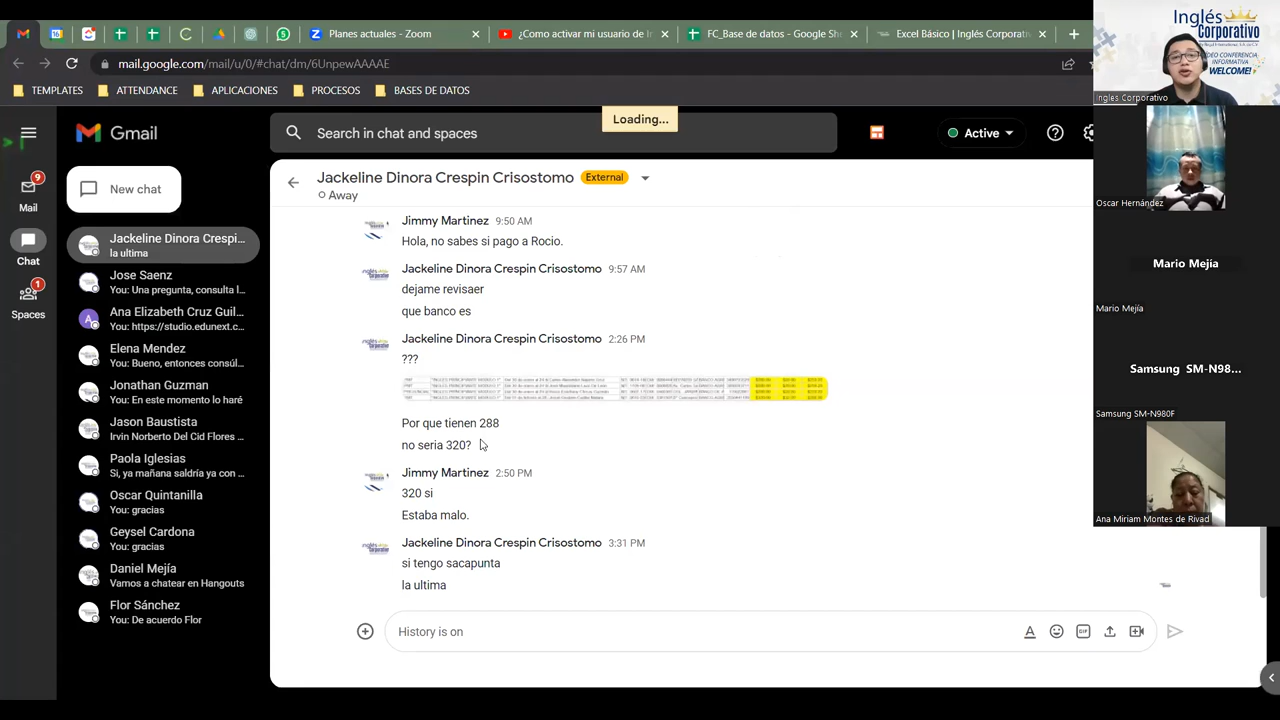 Planes actuales - Zoom
¿Como activar mi usuario de I
FC_Base de datos - Google Sh
Excel Básico | Inglés Corporati
mail.google.com/mail/u/0/#chat/dm/6UnpewAAAAE
TEMPLATES
ATTENDANCE
APLICACIONES
PROCESOS
BASES DE DATOS
Loading...
Gmail
Search in chat and spaces
Active
9
Mail
Chat
1
Spaces
New chat
Jackeline Dinora Crespi...
la ultima
Jose Saenz
You: Una pregunta, consulta l...
Ana Elizabeth Cruz Guil...
You: https://studio.edunext.c...
Elena Mendez
You: Bueno, entonces consúl...
Jonathan Guzman
You: En este momento lo haré
Jason Baustista
Irvin Norberto Del Cid Flores ...
Paola Iglesias
Si, ya mañana saldría ya con ...
Oscar Quintanilla
You: gracias
Geysel Cardona
You: gracias
Daniel Mejía
Vamos a chatear en Hangouts
Flor Sánchez
You: De acuerdo Flor
Jackeline Dinora Crespin Crisostomo
External
Away
Jimmy Martinez 9:50 AM
Hola, no sabes si pago a Rocio.
Jackeline Dinora Crespin Crisostomo 9:57 AM
dejame revisaer
que banco es
Jackeline Dinora Crespin Crisostomo 2:26 PM
???
Por que tienen 288
no seria 320?
Jimmy Martinez 2:50 PM
320 si
Estaba malo.
Jackeline Dinora Crespin Crisostomo 3:31 PM
si tengo sacapunta
la ultima
History is on
GIF
Inglés
Corporativo
CONFERENCIA
INFORMATIVA
WELCOME!
Ingles Corporativo
Oscar Hernández
Mario Mejia
Mario Mejía
Samsung SM-N98...
Samsung SM-N980F
Ana Miriam Montes de Rivad